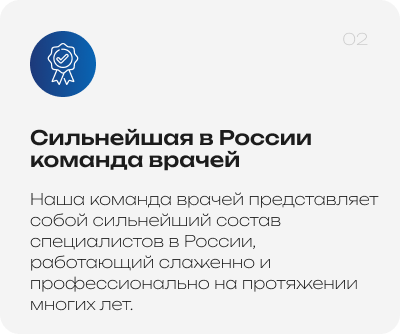 02
Сильнейшая в России
команда врачей
Наша команда врачей представляет
собой сильнейший состав
специалистов в России,
работающий слаженно и
профессионально на протяжении
многих лет.